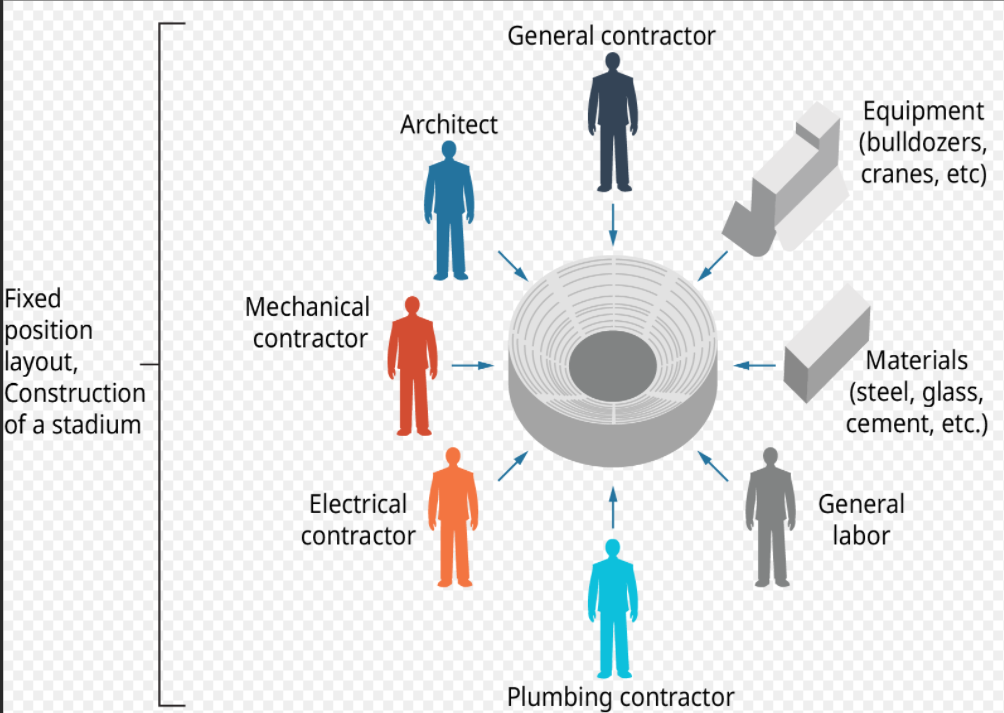 General contractor
Architect
Equipment
(bulldozers,
cranes, etc)
Fixed
position
layout,
Construction
of a stadium
Mechanical
contractor
Materials
(steel, glass,
cement, etc.)
Electrical
contractor
General
labor
Plumbing contractor